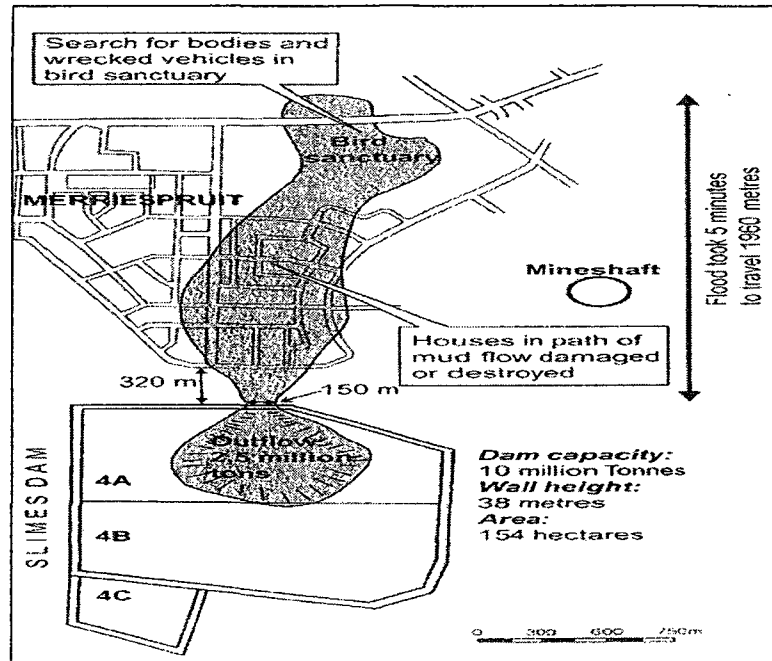 Search for bodies and
wrecked vehicles in
bird sanctuary
Bird
sanctuary
MERRIESPRUIT
Flood took 5 minutes
to travel 1960 metres
Mineshaft
Houses in path of
mud flow damaged
or destroyed
320 m
150 m
Outflow
2,5 million
tons
SLIMES DAM
4A
4B
4C
Dam capacity:
10 million Tonnes
Wall height:
38 metres
Area:
154 hectares
0 300 600 750m